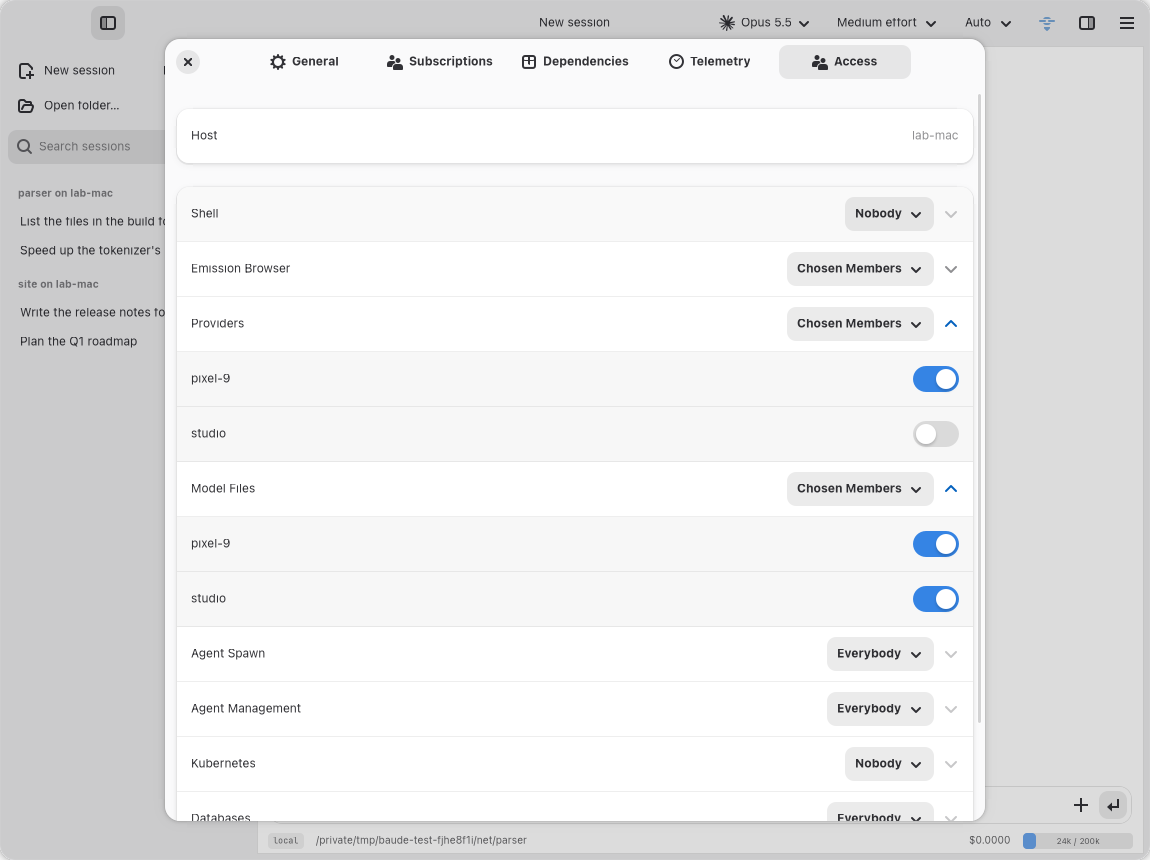 New session
Opus 5.5
Medium effort
Auto
General
Subscriptions
Dependencies
Telemetry
Access
New session
Open folder...
Search sessions
parser on lab-mac
List the files in the build
Speed up the tokenizer's
site on lab-mac
Write the release notes
Plan the Q1 roadmap
Host
lab-mac
Shell
Nobody
Emission Browser
Chosen Members
Providers
Chosen Members
pixel-9
studio
Model Files
Chosen Members
pixel-9
studio
Agent Spawn
Everybody
Agent Management
Everybody
Kubernetes
Nobody
Databases
Everybody
local
/private/tmp/baude-test-fjhe8f1i/net/parser
$0.0000
24k / 200k